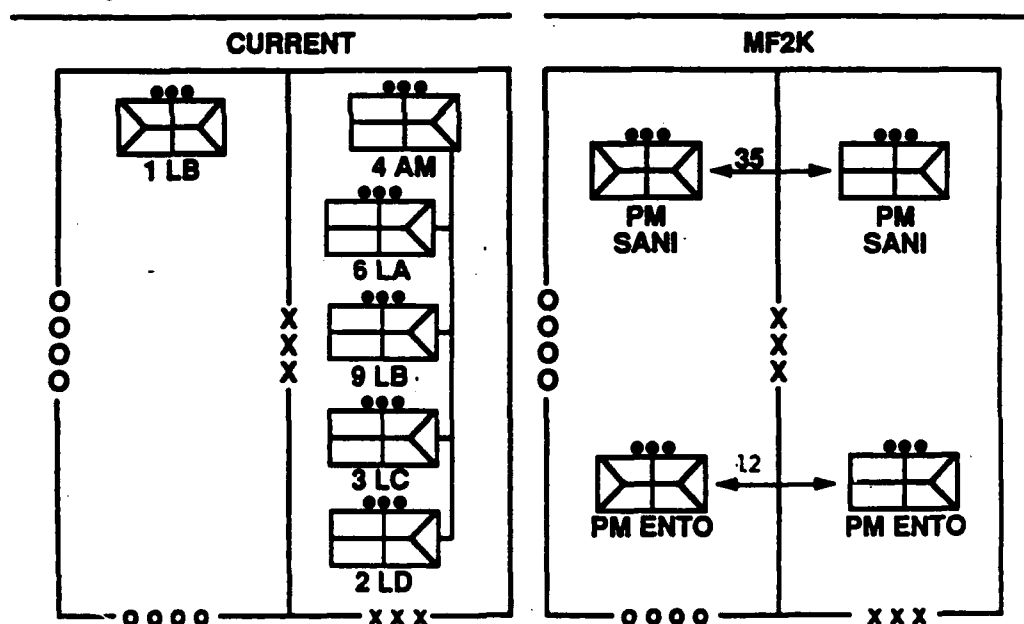 CURRENT
1 LB
4 AM
6 LA
9 LB
3 LC
2 LD
O
O
O
O
X
X
X
O O O O
X X X
MF2K
35
PM
SANI
PM
SANI
O
O
O
O
X
X
X
12
PM ENTO
PM ENTO
O O O O
X X X